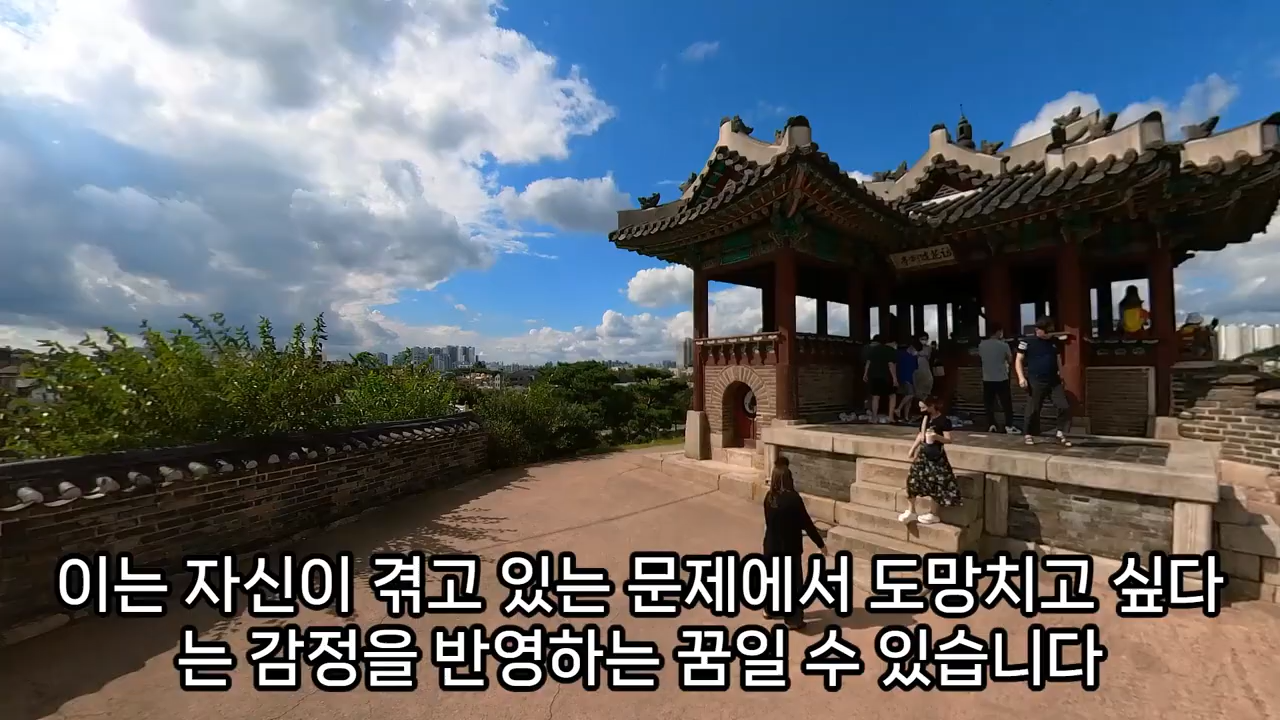 이는 자신이 겪고 있는 문제에서 도망치고 싶다
는 감정을 반영하는 꿈일 수 있습니다